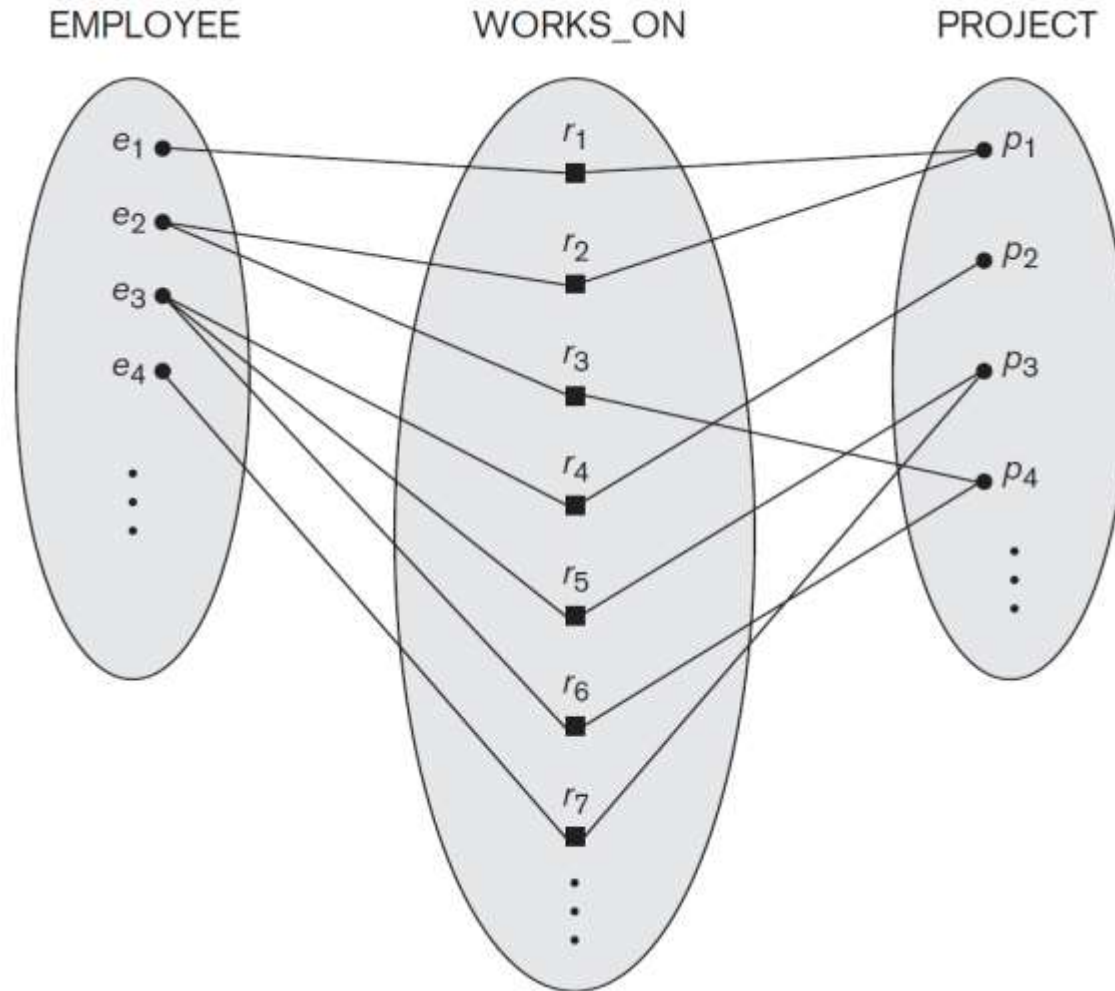 EMPLOYEE WORKS_ON PROJECT
e1 r1 p1
e2 r2 p2
e3 r3 p3
e4 r4 p4
r5
r6
r7